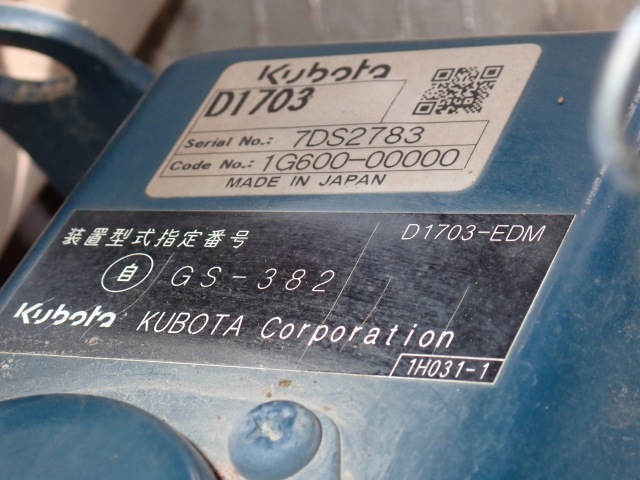 Kubota
D1703
Serial No.: 7DS2783
Code No.: 1G600-00000
MADE IN JAPAN
装置型式指定番号 D1703-EDM
自 GS-382
Kubota KUBOTA Corporation
1H031-1